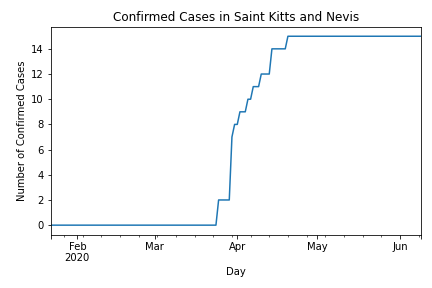 Confirmed Cases in Saint Kitts and Nevis
Number of Confirmed Cases
14
12
10
8
6
4
2
0
Feb Mar Apr May Jun
2020
Day